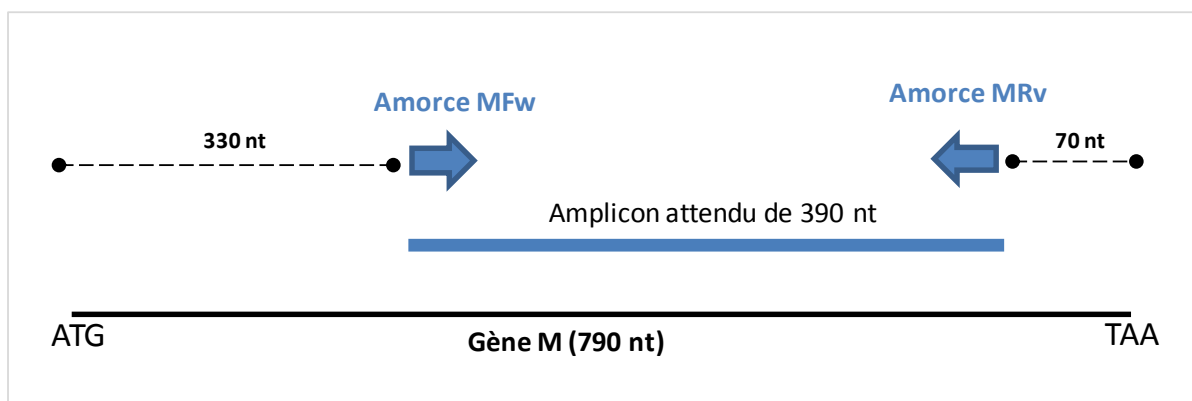 Amorce MFw
Amorce MRv
330 nt
70 nt
Amplicon attendu de 390 nt
ATG
Gène M (790 nt)
TAA